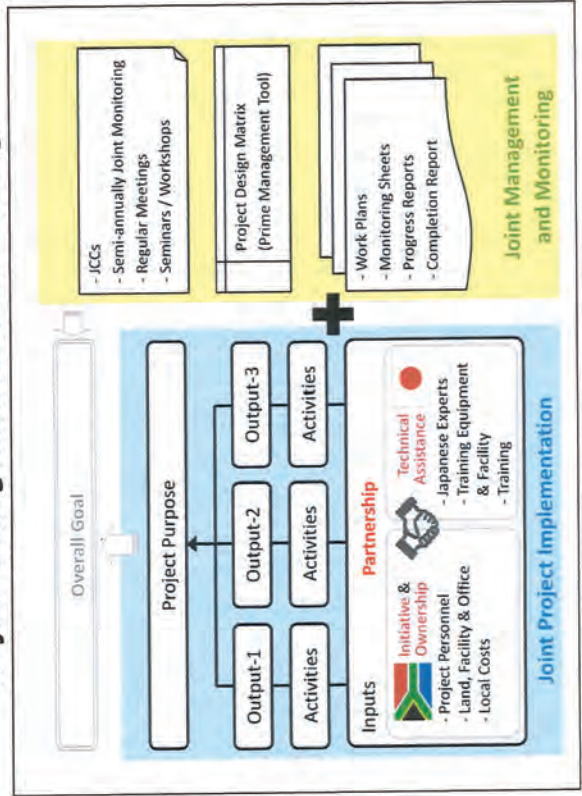 Overall Goal
Project Purpose
Output-1
Output-2
Output-3
Activities
Activities
Activities
Inputs
Partnership
Initiative &
Ownership
- Project Personnel
- Land, Facility & Office
- Local Costs
Technical
Assistance
- Japanese Experts
- Training Equipment
& Facility
- Training
Joint Project Implementation
- JCCs
- Semi-annually Joint Monitoring
- Regular Meetings
- Seminars / Workshops
Project Design Matrix
(Prime Management Tool)
- Work Plans
- Monitoring Sheets
- Progress Reports
- Completion Report
Joint Management
and Monitoring